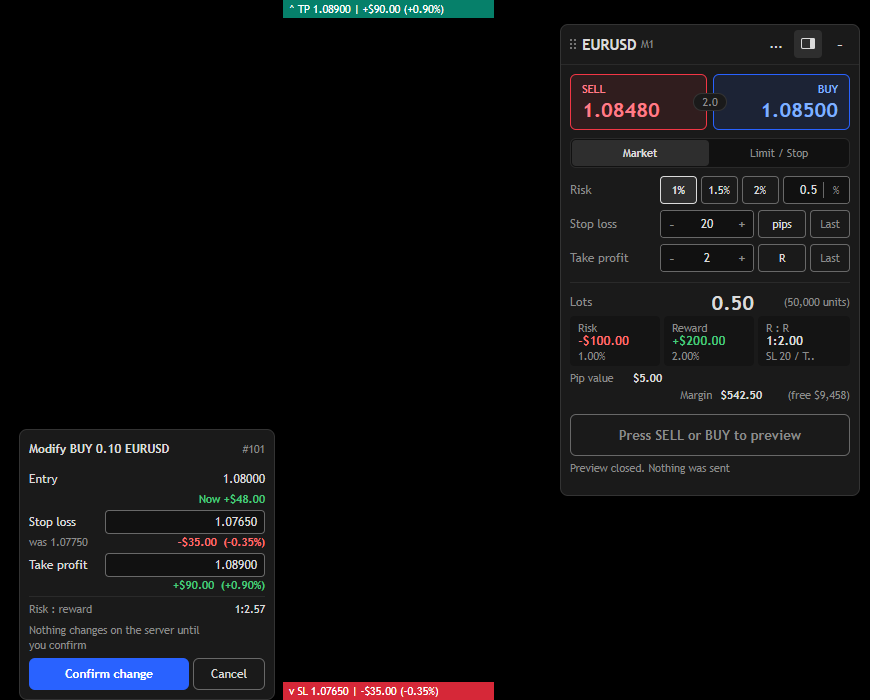 ^ TP 1.08900 | +$90.00 (+0.90%)
EURUSD M1 ... -
SELL BUY
1.08480 2.0 1.08500
Market Limit / Stop
Risk 1% 1.5% 2% 0.5 %
Stop loss - 20 + pips Last
Take profit - 2 + R Last
Lots 0.50 (50,000 units)
Risk Reward R : R
-$100.00 +$200.00 1:2.00
1.00% 2.00% SL 20 / T..
Pip value $5.00
Margin $542.50 (free $9,458)
Press SELL or BUY to preview
Preview closed. Nothing was sent
Modify BUY 0.10 EURUSD #101
Entry 1.08000
Now +$48.00
Stop loss 1.07650
was 1.07750 -$35.00 (-0.35%)
Take profit 1.08900
+$90.00 (+0.90%)
Risk : reward 1:2.57
Nothing changes on the server until
you confirm
Confirm change Cancel
v SL 1.07650 | -$35.00 (-0.35%)